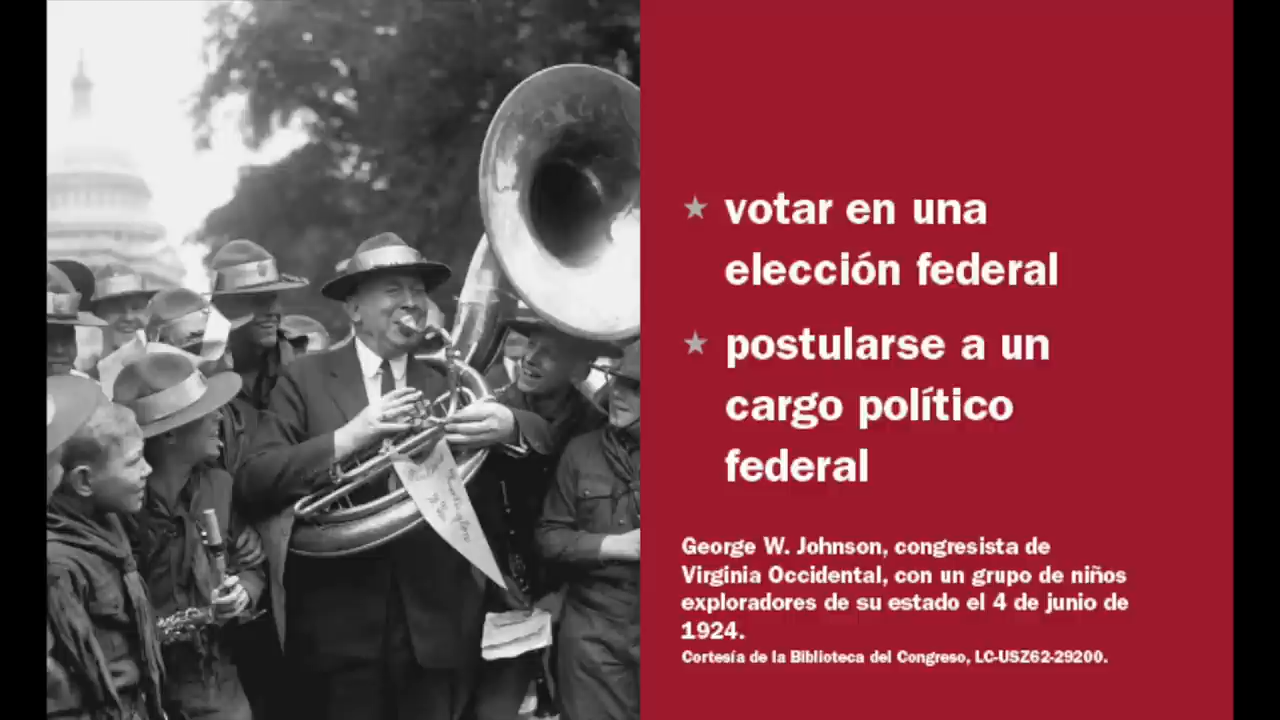 votar en una
elección federal
postularse a un
cargo político
federal
George W. Johnson, congresista de
Virginia Occidental, con un grupo de niños
exploradores de su estado el 4 de junio de
1924.
Cortesía de la Biblioteca del Congreso, LC-USZ62-29200.